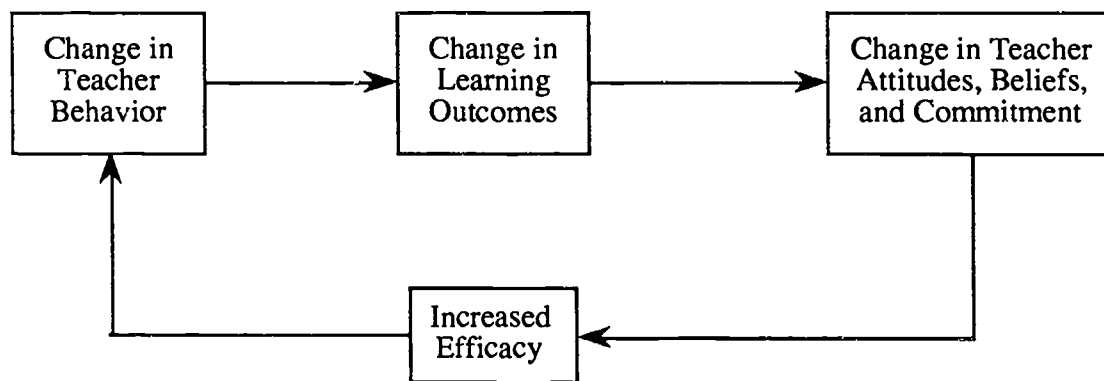 Change in
Teacher
Behavior
Change in
Learning
Outcomes
Change in Teacher
Attitudes, Beliefs,
and Commitment
Increased
Efficacy